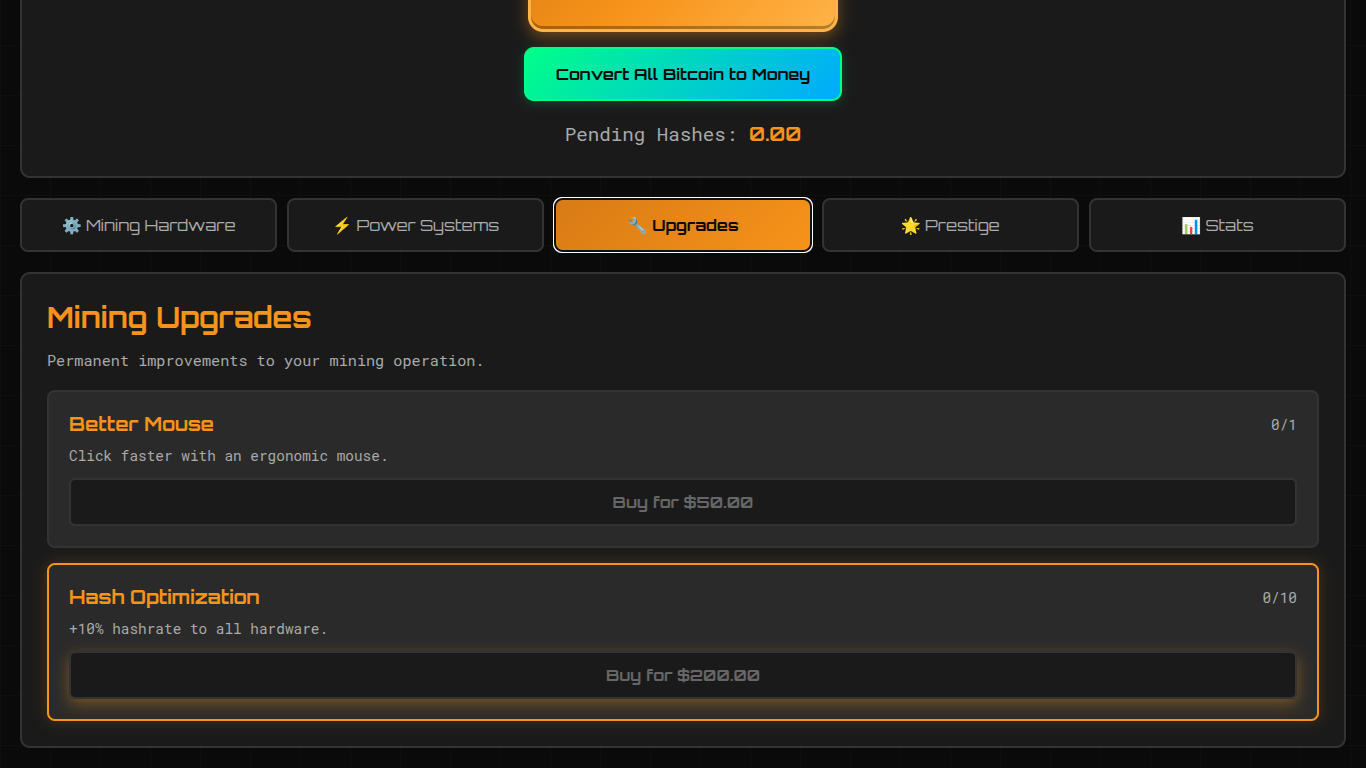 Convert All Bitcoin to Money
Pending Hashes: 0.00
⚙️ Mining Hardware
⚡ Power Systems
🔧 Upgrades
🌟 Prestige
📊 Stats
Mining Upgrades
Permanent improvements to your mining operation.
Better Mouse
0/1
Click faster with an ergonomic mouse.
Buy for $50.00
Hash Optimization
0/10
+10% hashrate to all hardware.
Buy for $200.00